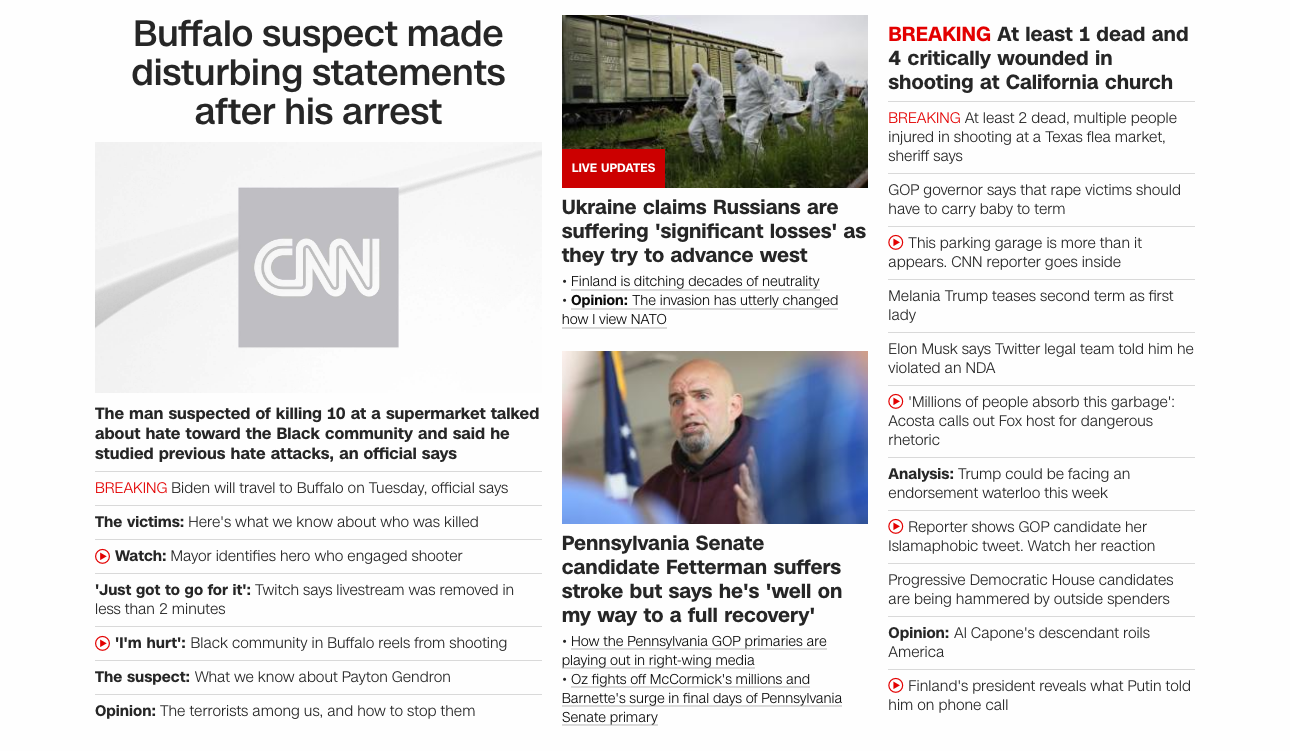 Buffalo suspect made
disturbing statements
after his arrest
CNN
The man suspected of killing 10 at a supermarket talked
about hate toward the Black community and said he
studied previous hate attacks, an official says
BREAKING Biden will travel to Buffalo on Tuesday, official says
The victims: Here's what we know about who was killed
Watch: Mayor identifies hero who engaged shooter
'Just got to go for it': Twitch says livestream was removed in
less than 2 minutes
'I'm hurt': Black community in Buffalo reels from shooting
The suspect: What we know about Payton Gendron
Opinion: The terrorists among us, and how to stop them
LIVE UPDATES
Ukraine claims Russians are
suffering 'significant losses' as
they try to advance west
• Finland is ditching decades of neutrality
• Opinion: The invasion has utterly changed
how I view NATO
Pennsylvania Senate
candidate Fetterman suffers
stroke but says he's 'well on
my way to a full recovery'
• How the Pennsylvania GOP primaries are
playing out in right-wing media
• Oz fights off McCormick's millions and
Barnette's surge in final days of Pennsylvania
Senate primary
BREAKING At least 1 dead and
4 critically wounded in
shooting at California church
BREAKING At least 2 dead, multiple people
injured in shooting at a Texas flea market,
sheriff says
GOP governor says that rape victims should
have to carry baby to term
This parking garage is more than it
appears. CNN reporter goes inside
Melania Trump teases second term as first
lady
Elon Musk says Twitter legal team told him he
violated an NDA
'Millions of people absorb this garbage':
Acosta calls out Fox host for dangerous
rhetoric
Analysis: Trump could be facing an
endorsement waterloo this week
Reporter shows GOP candidate her
Islamaphobic tweet. Watch her reaction
Progressive Democratic House candidates
are being hammered by outside spenders
Opinion: Al Capone's descendant roils
America
Finland's president reveals what Putin told
him on phone call